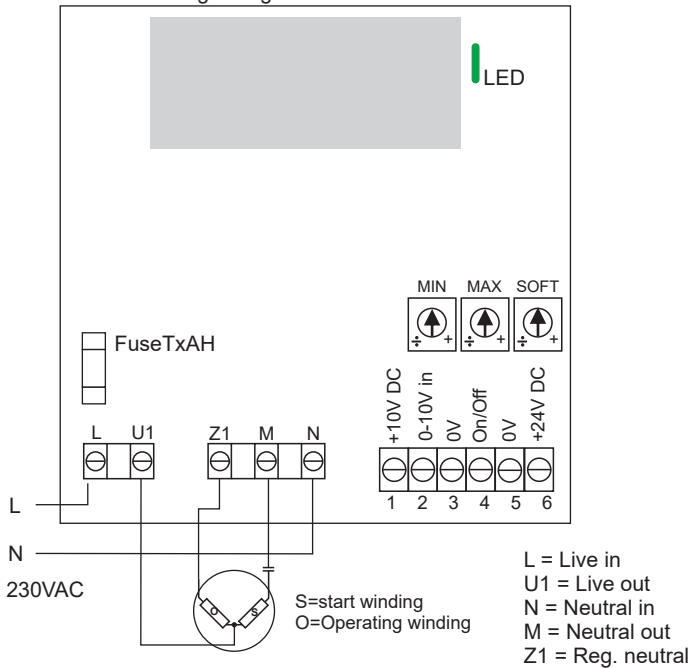 LED
MIN MAX SOFT
÷ + ÷ + ÷ +
FuseTxAH
+10V DC
0-10V in
0V
On/Off
0V
+24V DC
L U1 Z1 M N
1 2 3 4 5 6
L
N
230VAC
O S
S=start winding
O=Operating winding
L = Live in
U1 = Live out
N = Neutral in
M = Neutral out
Z1 = Reg. neutral